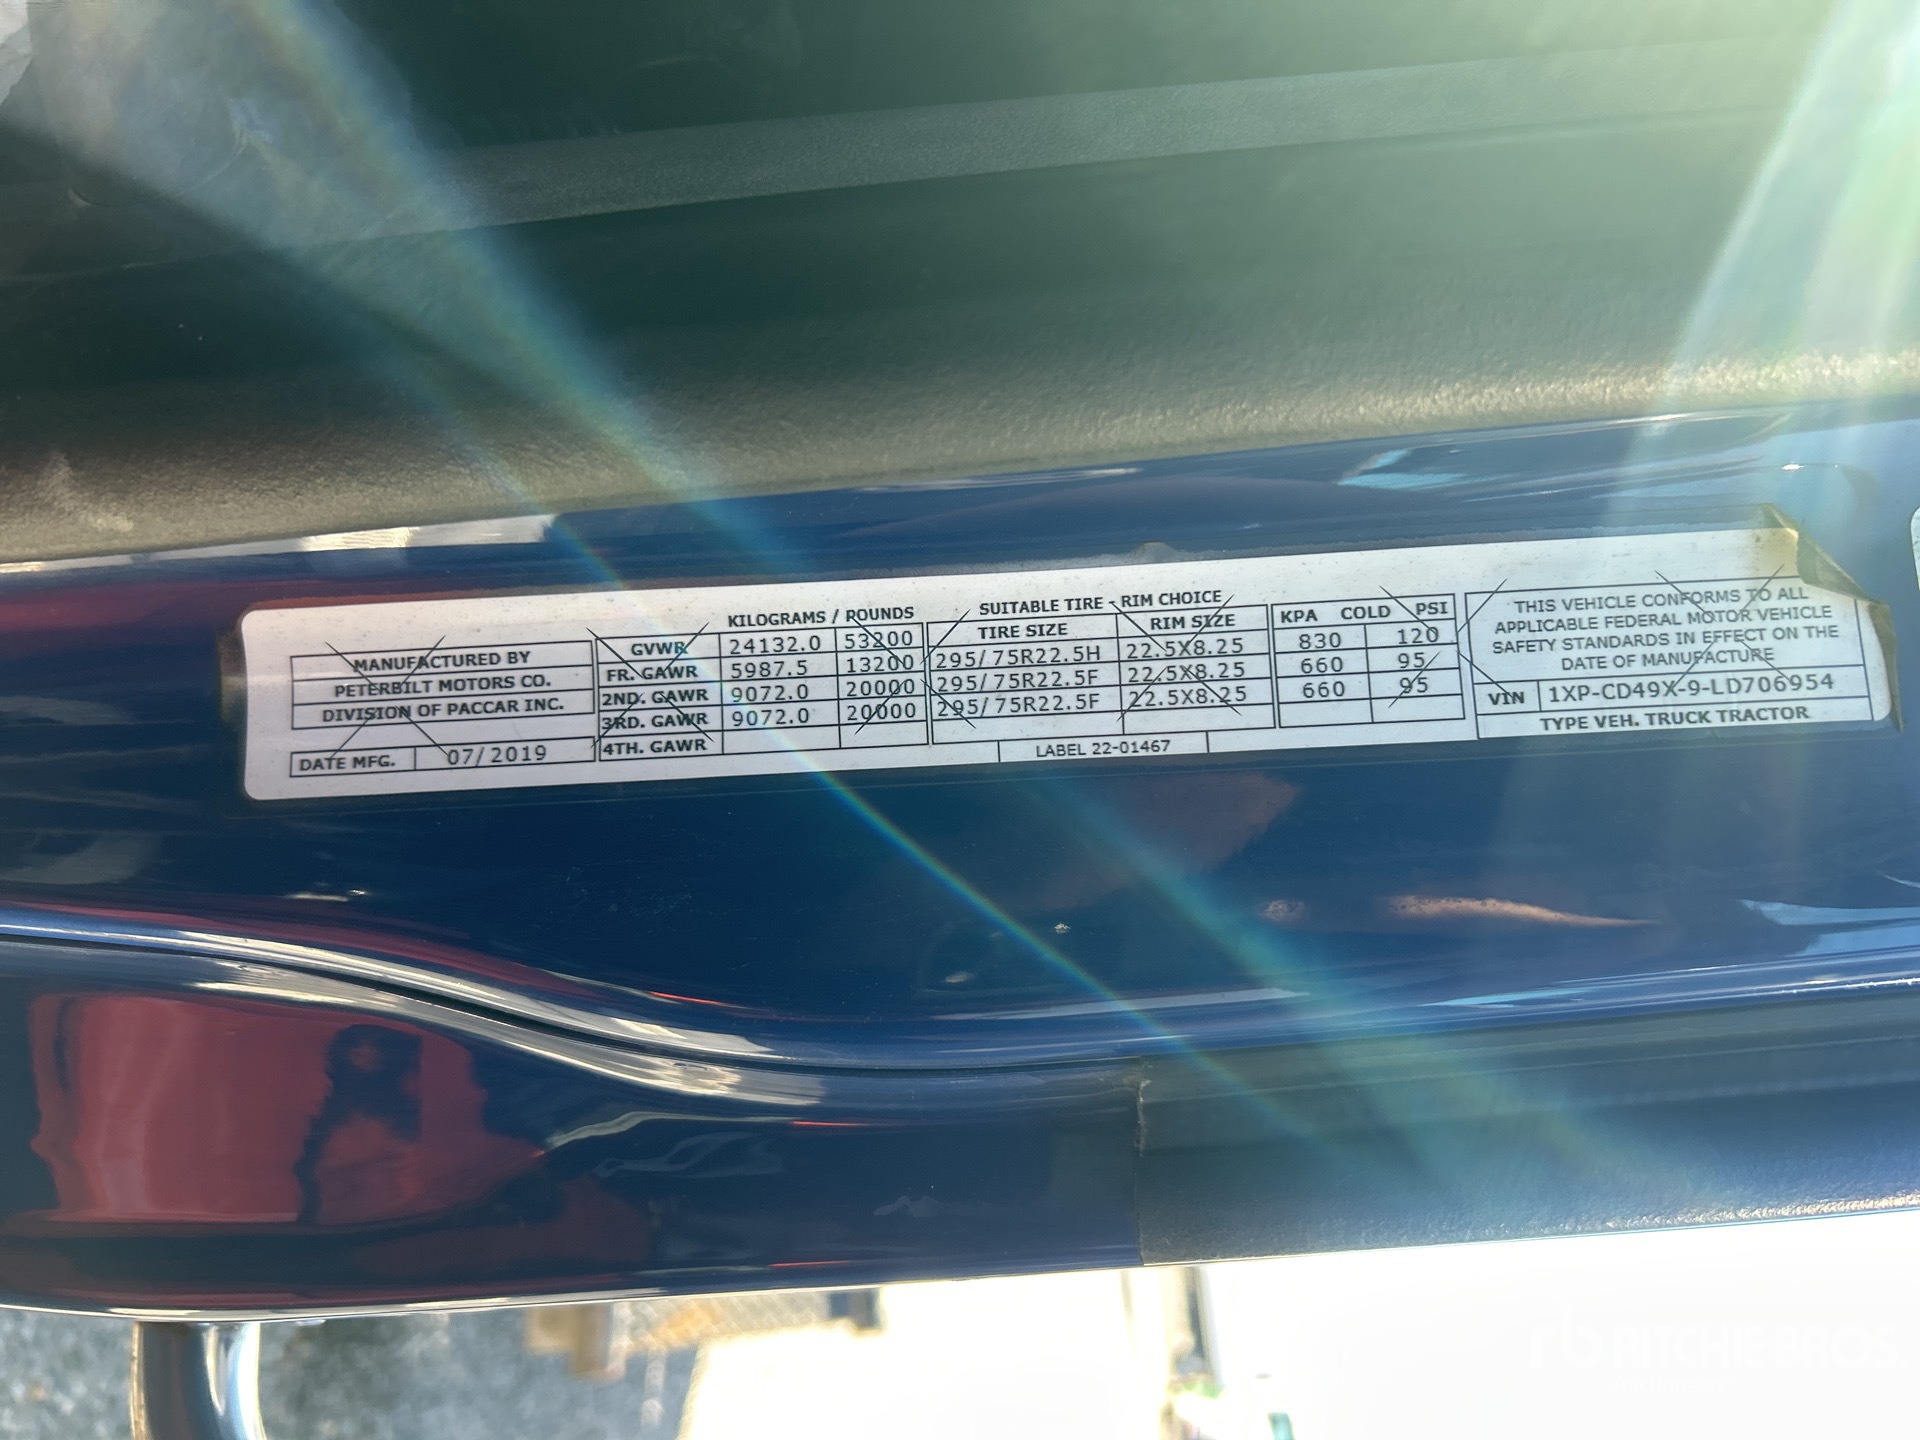 MANUFACTURED BY
PETERBILT MOTORS CO.
DIVISION OF PACCAR INC.
DATE MFG. 07/2019
KILOGRAMS / POUNDS
GVWR 24132.0 53200
FR. GAWR 5987.5 13200
2ND. GAWR 9072.0 20000
3RD. GAWR 9072.0 20000
4TH. GAWR
SUITABLE TIRE - RIM CHOICE
TIRE SIZE RIM SIZE
295/75R22.5H 22.5X8.25
295/75R22.5F 22.5X8.25
295/75R22.5F 22.5X8.25
LABEL 22-01467
KPA COLD PSI
830 120
660 95
660 95
THIS VEHICLE CONFORMS TO ALL
APPLICABLE FEDERAL MOTOR VEHICLE
SAFETY STANDARDS IN EFFECT ON THE
DATE OF MANUFACTURE
VIN 1XP-CD49X-9-LD706954
TYPE VEH. TRUCK TRACTOR
rb RITCHIE BROS.